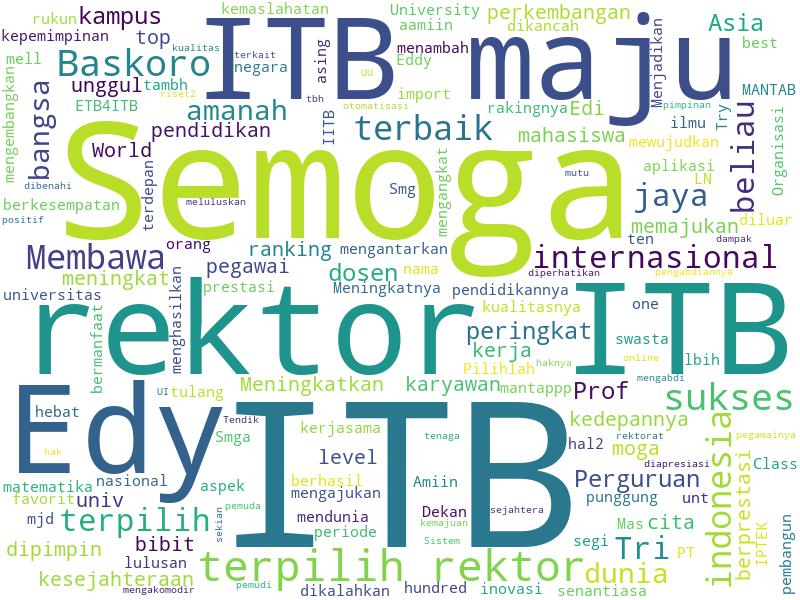 kemaslahatan
University
aamiin
perkembangan
dikancah
Asia
rukun
kampus
kepemimpinan
top
kualitas
terkait
negara
ITB maju
menambah
best
mell
Baskoro
asing
Eddy
Menjadikan
unggul
tambh
riset2
UU
import
MANTAB
ETB4ITB
tbh
otomatisasi
rakingnya
Edi
pimpinan
mengembangkan
bangsa
amanah
ilmu
Try
pendidikan
IITB
terbaik
mahasiswa
mewujudkan
Organisasi
World
Semoga
mengangkat
aplikasi
beliau
dibenahi
terdepan
meluluskan
Smg
mutu
LN
jaya
berkesempatan
positif
memajukan
diluar
orang
ranking
mengantarkan
ten
dampak
Membawa
internasional
meningkat
pegawai
dosen
nama
diperhatikan
pengabdiannya
universitas
menghasilkan
prestasi
Meningkatnya
pendidikannya
one
rektor ITB
kualitasnya
bermanfaat
peringkat
swasta
kerja
Pilihlah
haknya
online
lbih
mengabdi
Edy
UI
tulang
Meningkatkan
karyawan
mantappp
Prof
sukses
hebat
Tendik
kerjasama
ITB
kedepannya
hak
Smga
tenaga
hal2
rektorat
moga
pegawainya
level
diapresiasi
indonesia
matematika
nasional
aspek
berhasil
Amiin
Perguruan
Class
favorit
univ
mengajukan
punggung
unt
berprestasi
mjd
terpilih
sekian
pemuda
mendunia
Dekan
sejahtera
kemajuan
Mas
cita
IPTEK
periode
Sistem
segi
Tri
PT
pembangun
dipimpin
bibit
lulusan
terpilih rektor
dunia
kesejahteraan
mengakomodir
pemudi
dikalahkan
hundred
inovasi
senantiasa